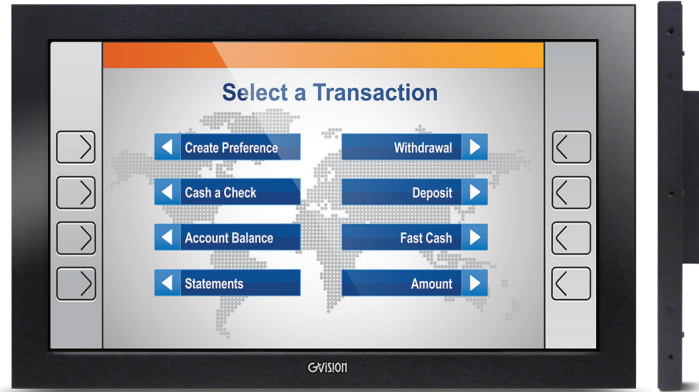 Select a Transaction
Create Preference
Withdrawal
Cash a Check
Deposit
Account Balance
Fast Cash
Statements
Amount
GVISION